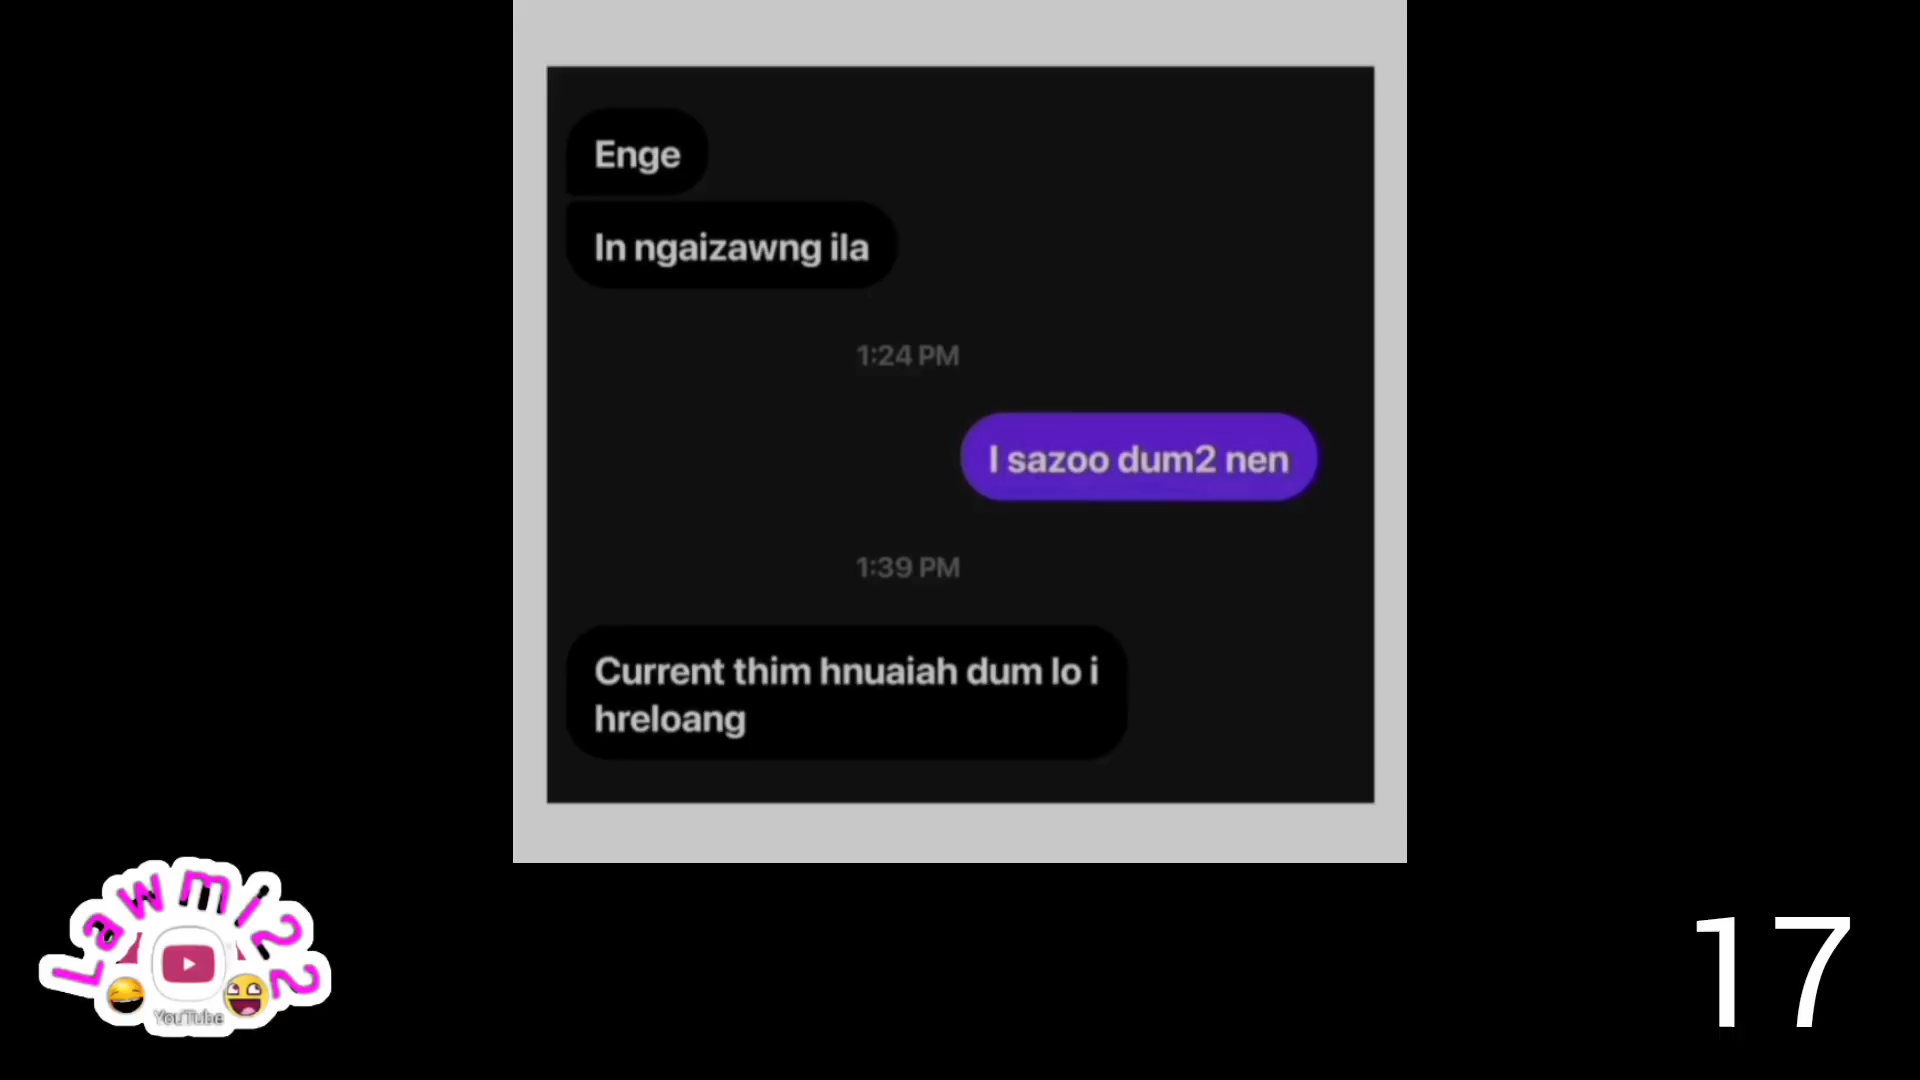 Enge
In ngaizawng ila
1:24 PM
I sazoo dum2 nen
1:39 PM
Current thim hnuaiah dum lo i
hreloang
Lawmi22
YouTube
17